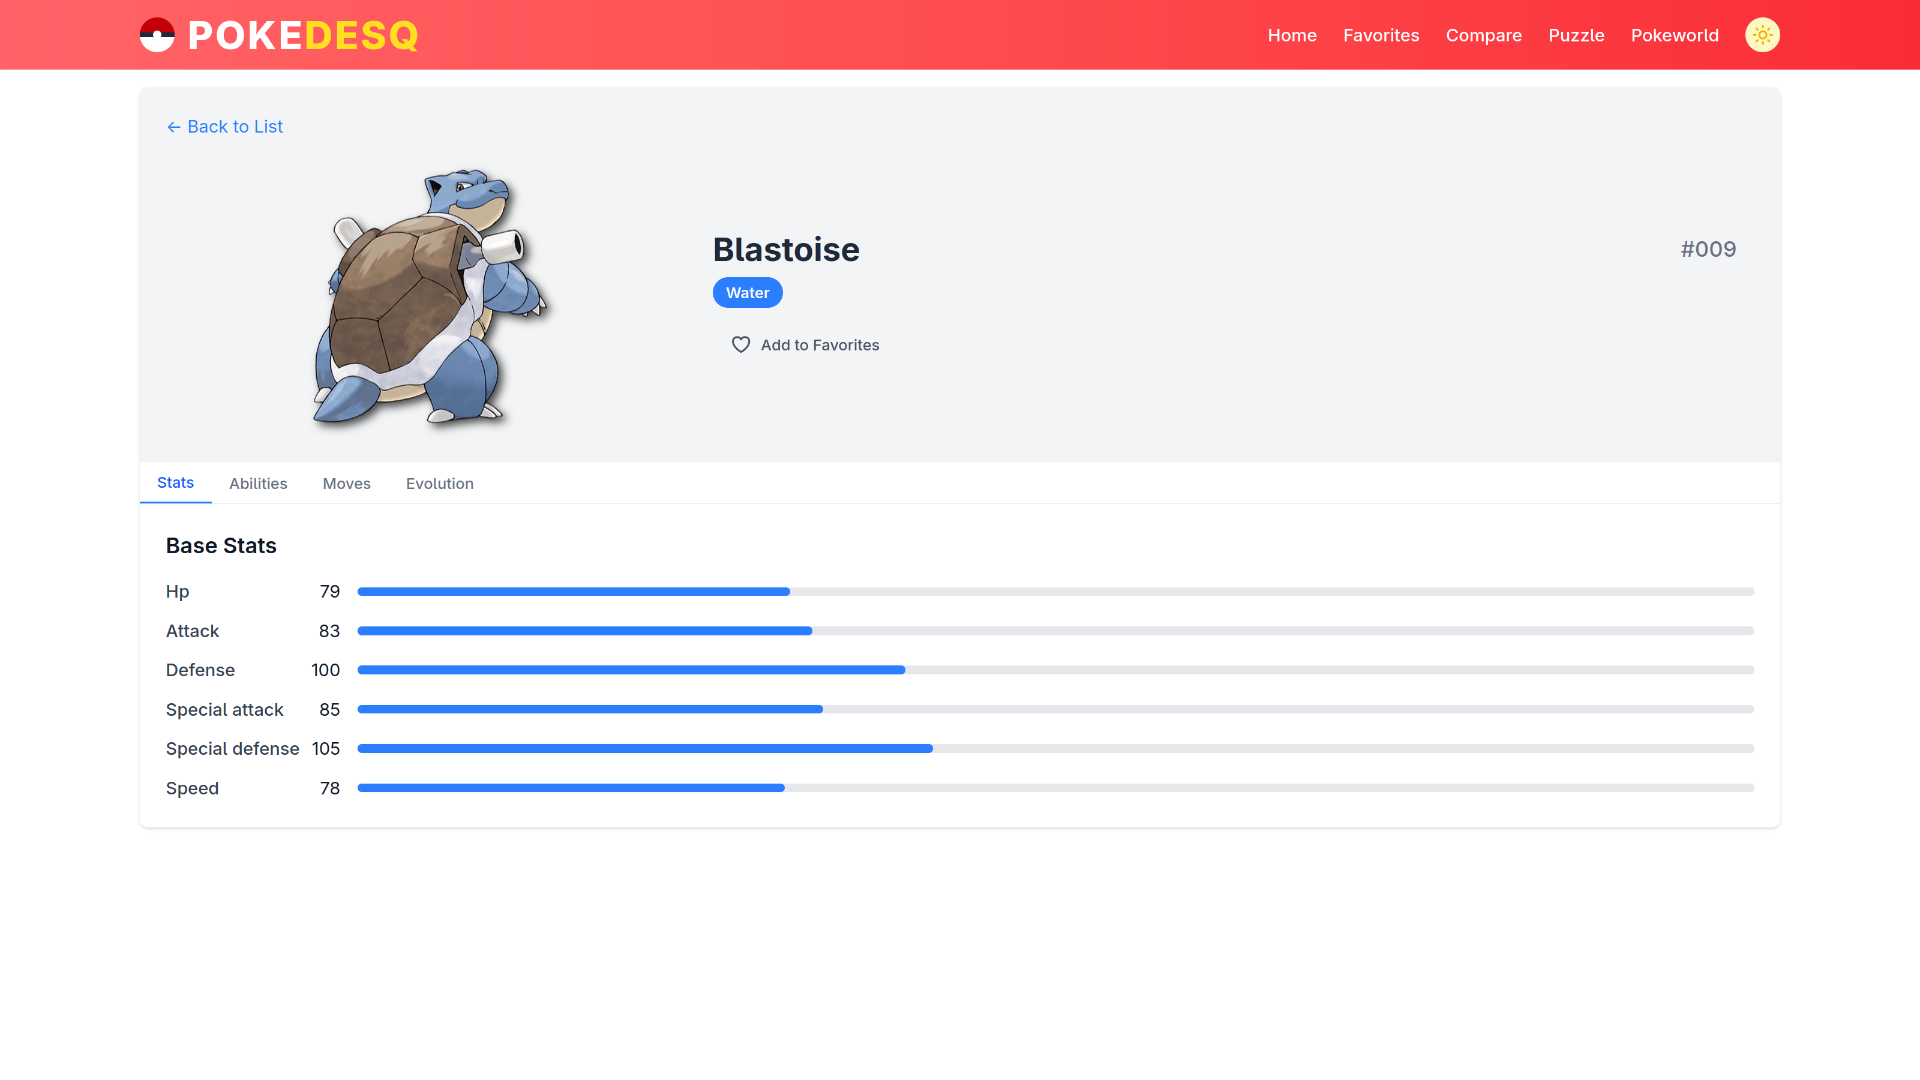 POKEDESQ
Home Favorites Compare Puzzle Pokeworld
← Back to List
Blastoise
#009
Water
Add to Favorites
Stats Abilities Moves Evolution
Base Stats
Hp 79
Attack 83
Defense 100
Special attack 85
Special defense 105
Speed 78